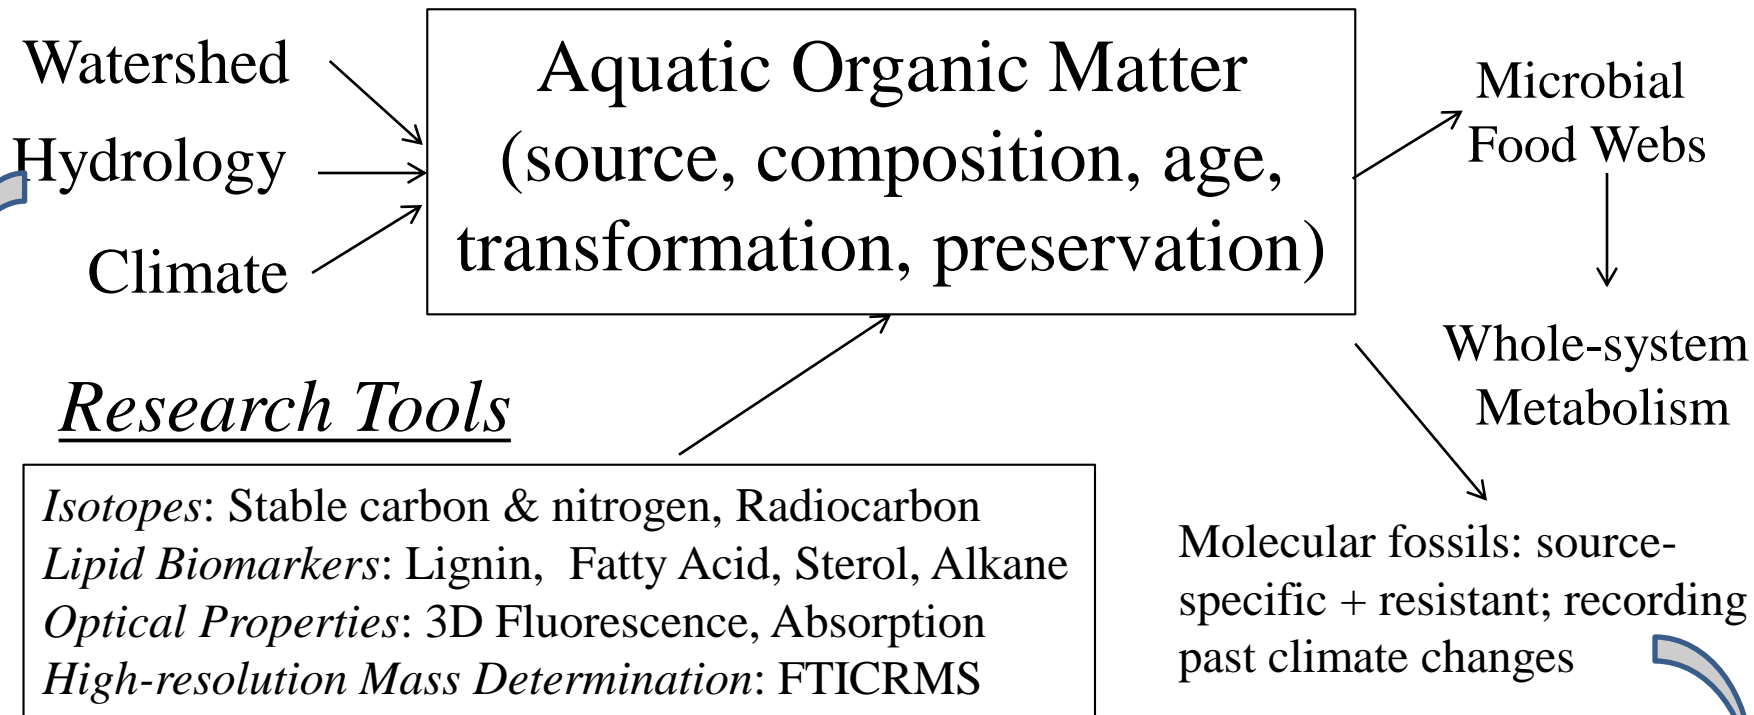 Watershed
Hydrology
Climate
Aquatic Organic Matter
(source, composition, age,
transformation, preservation)
Microbial
Food Webs
Whole-system
Metabolism
Research Tools
Isotopes: Stable carbon & nitrogen, Radiocarbon
Lipid Biomarkers: Lignin, Fatty Acid, Sterol, Alkane
Optical Properties: 3D Fluorescence, Absorption
High-resolution Mass Determination: FTICRMS
Molecular fossils: source-
specific + resistant; recording
past climate changes